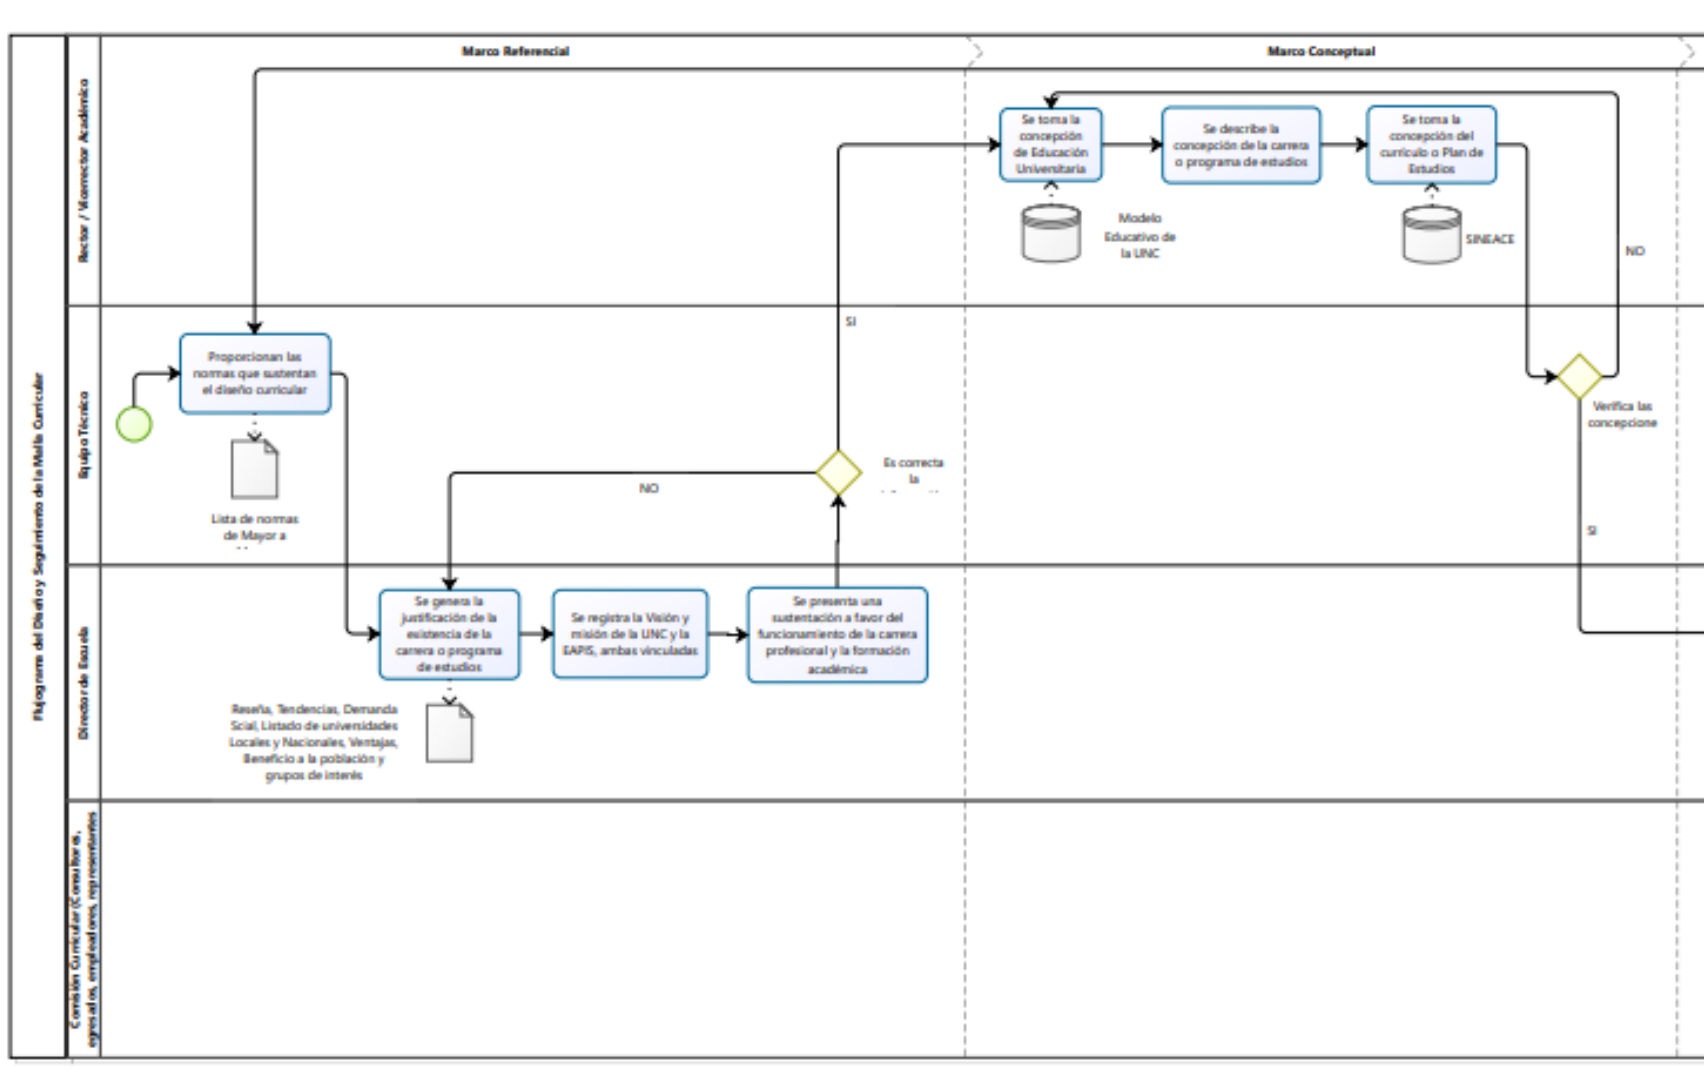 Marco Referencial
Marco Conceptual
Flujograma del Diseño y Seguimiento de la Malla Curricular
Rector / Vicerrector Académico
Se toma la
concepción
de Educación
Universitaria
Se describe la
concepción de la carrera
o programa de estudios
Se toma la
concepción del
currículo o Plan de
Estudios
Modelo
Educativo de
la UNC
SINEACE
NO
Equipo Técnico
SI
Proporcionan las
normas que sustentan
el diseño curricular
Lista de normas
de Mayor a
NO
Es correcta
la
Verifica las
concepcione
SI
Director de Escuela
Se genera la
justificación de la
existencia de la
carrera o programa
de estudios
Se registra la Visión y
misión de la UNC y la
EAPIS, ambas vinculadas
Se presenta una
sustentación a favor del
funcionamiento de la carrera
profesional y la formación
académica
Reseña, Tendencias, Demanda
Scial, Listado de universidades
Locales y Nacionales, Ventajas,
Beneficio a la población y
grupos de interés
Comisión Curricular (Consultores,
egresados, empleadores, representantes